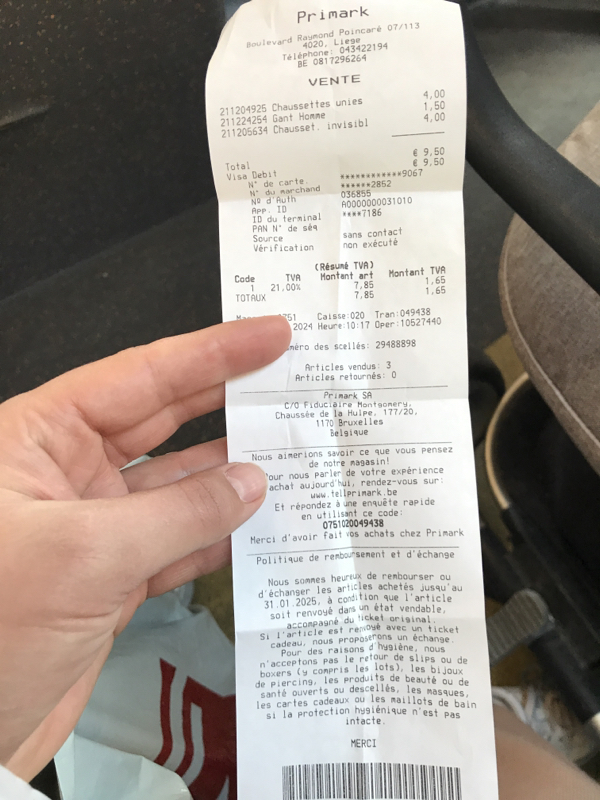 Primark
Boulevard Raymond Poincaré 07/113
4020, Liege
Téléphone: 043422194
BE 0817296264
VENTE
211204925 Chaussettes unies 4,00
211224254 Gant Homme 1,50
211205634 Chausset. invisibl 4,00
€ 9,50
Total € 9,50
Visa Debit
N° de carte ************9067
N° du marchand ******2852
Nº d'Auth 036855
App. ID A0000000031010
ID du terminal ****7186
PAN N° de séq
Source sans contact
Vérification non exécuté
(Résumé TVA)
Code TVA Montant art Montant TVA
1 21,00% 7,85 1,65
TOTAUX 7,85 1,65
Caisse:020 Tran:049438
2024 Heure:10:17 Oper:10527440
des scellés: 29488898
Articles vendus: 3
Articles retournés: 0
Primark SA
C/O Fiduciaire Montgomery,
Chaussée de la Hulpe, 177/20,
1170 Bruxelles
Belgique
Nous aimerions savoir ce que vous pensez
de notre magasin!
nous parler de votre expérience
achat aujourd'hui, rendez-vous sur:
www.tellprimark.be
Et répondez à une enquête rapide
en utilisant ce code:
0751020049438
Merci d'avoir fait vos achats chez Primark
Politique de remboursement et d'échange
Nous sommes heureux de rembourser ou
d'échanger les articles achetés jusqu'au
31.01.2025, à condition que l'article
soit renvoyé dans un état vendable,
accompagné du ticket original.
Si l'article est renvoyé avec un ticket
cadeau, nous proposerons un échange.
Pour des raisons d'hygiène, nous
n'acceptons pas le retour de slips ou de
boxers (y compris les lots), les bijoux
de piercing, les produits de beauté ou de
santé ouverts ou descellés, les masques,
les cartes cadeaux ou les maillots de bain
si la protection hygiénique n'est pas
intacte.
MERCI